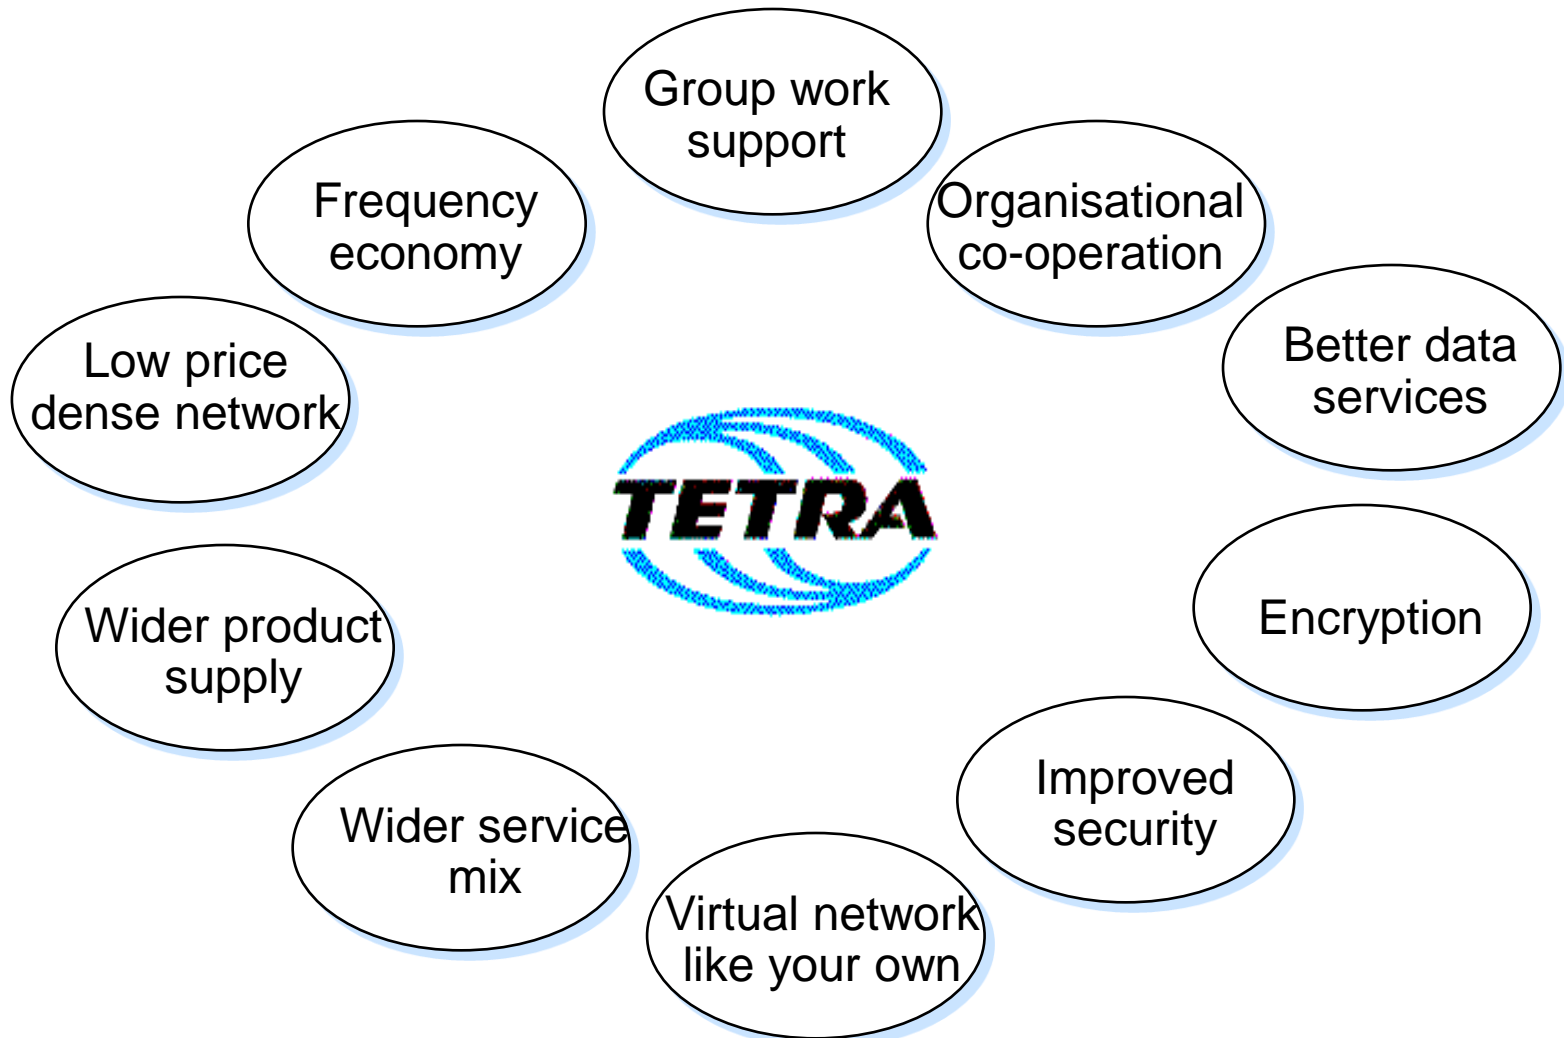 Group work
support
Frequency
economy
Organisational
co-operation
Better data
services
Low price
dense network
TETRA
Encryption
Wider product
supply
Improved
security
Wider service
mix
Virtual network
like your own